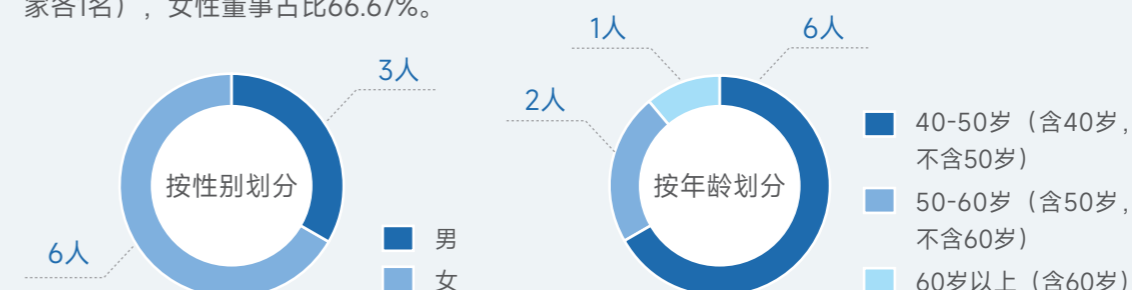 家各1名），女性董事占比66.67%。
3人
按性别划分
6人
男
女
1人
6人
2人
按年龄划分
40-50岁（含40岁，
不含50岁）
50-60岁（含50岁，
不含60岁）
60岁以上（含60岁）